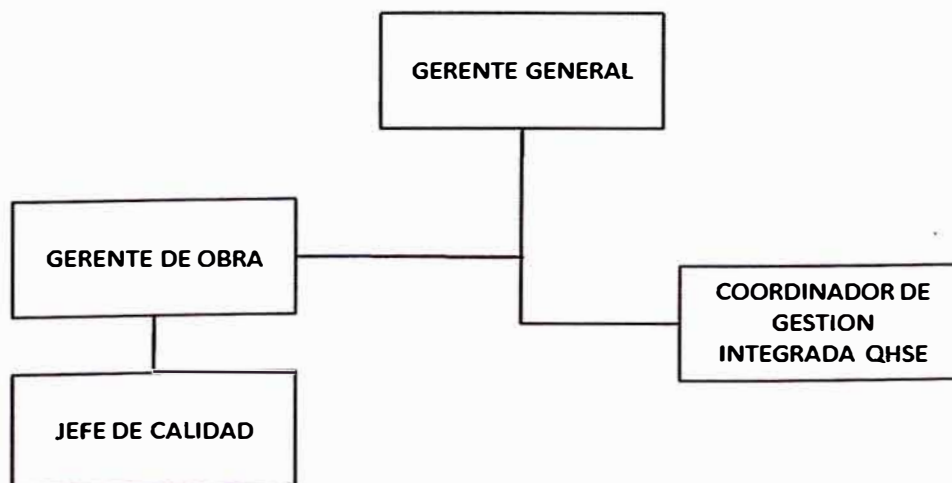 GERENTE GENERAL
GERENTE DE OBRA
COORDINADOR DE
GESTION
INTEGRADA QHSE
JEFE DE CALIDAD